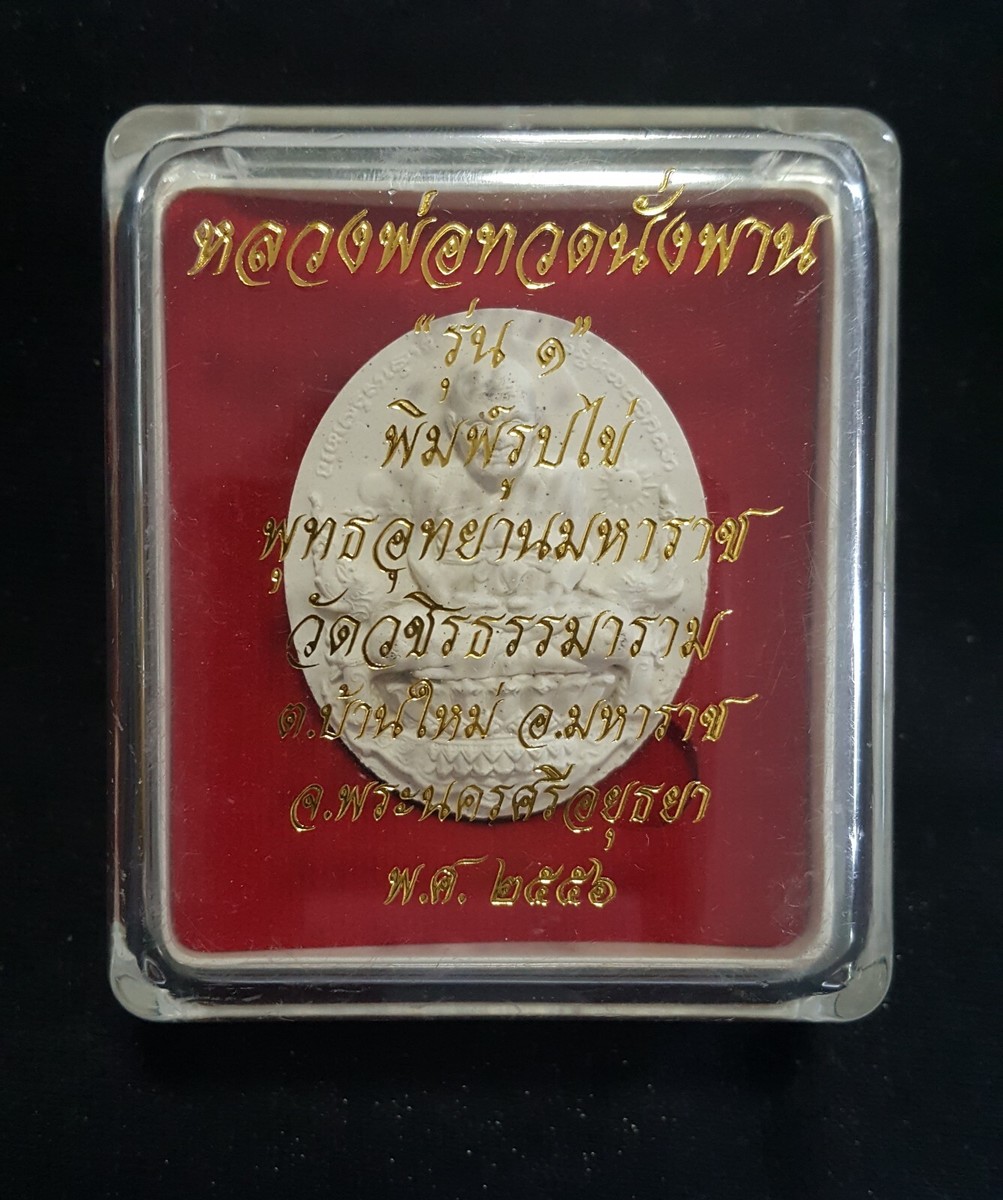 หลวงพ่อทวดนั่งพาน
“รุ่น ๑”
พิมพ์รูปไข่
พุทธอุทยานมหาราช
วัดวชิรธรรมาราม
ต.บ้านใหม่ อ.มหาราช
จ.พระนครศรีอยุธยา
พ.ศ. ๒๕๕๖